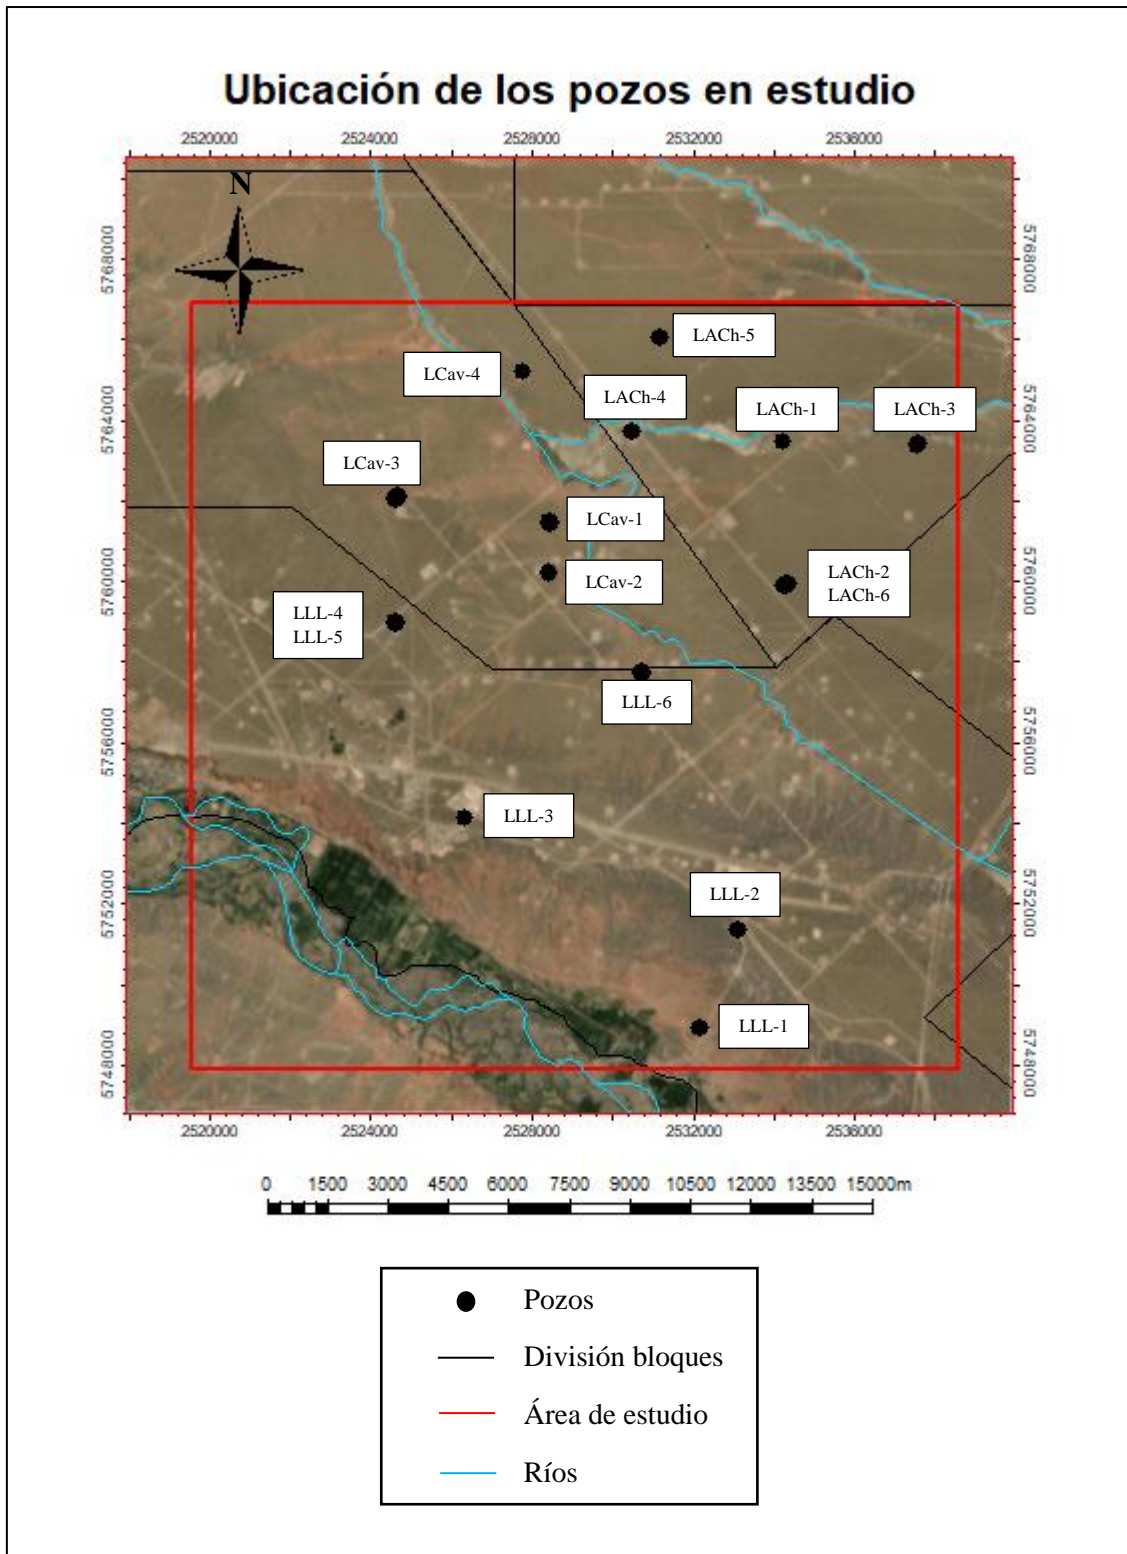 Ubicación de los pozos en estudio
2520000 2524000 2528000 2532000 2536000
N
5768000 5768000
LACh-5
LCav-4
LACh-4
LACh-1
LACh-3
5764000 5764000
LCav-3
LCav-1
LCav-2
LACh-2
LACh-6
5760000 5760000
LLL-4
LLL-5
LLL-6
5756000 5756000
LLL-3
LLL-2
5752000 5752000
LLL-1
5748000 5748000
2520000 2524000 2528000 2532000 2536000
0 1500 3000 4500 6000 7500 9000 10500 12000 13500 15000m
Pozos
División bloques
Área de estudio
Ríos